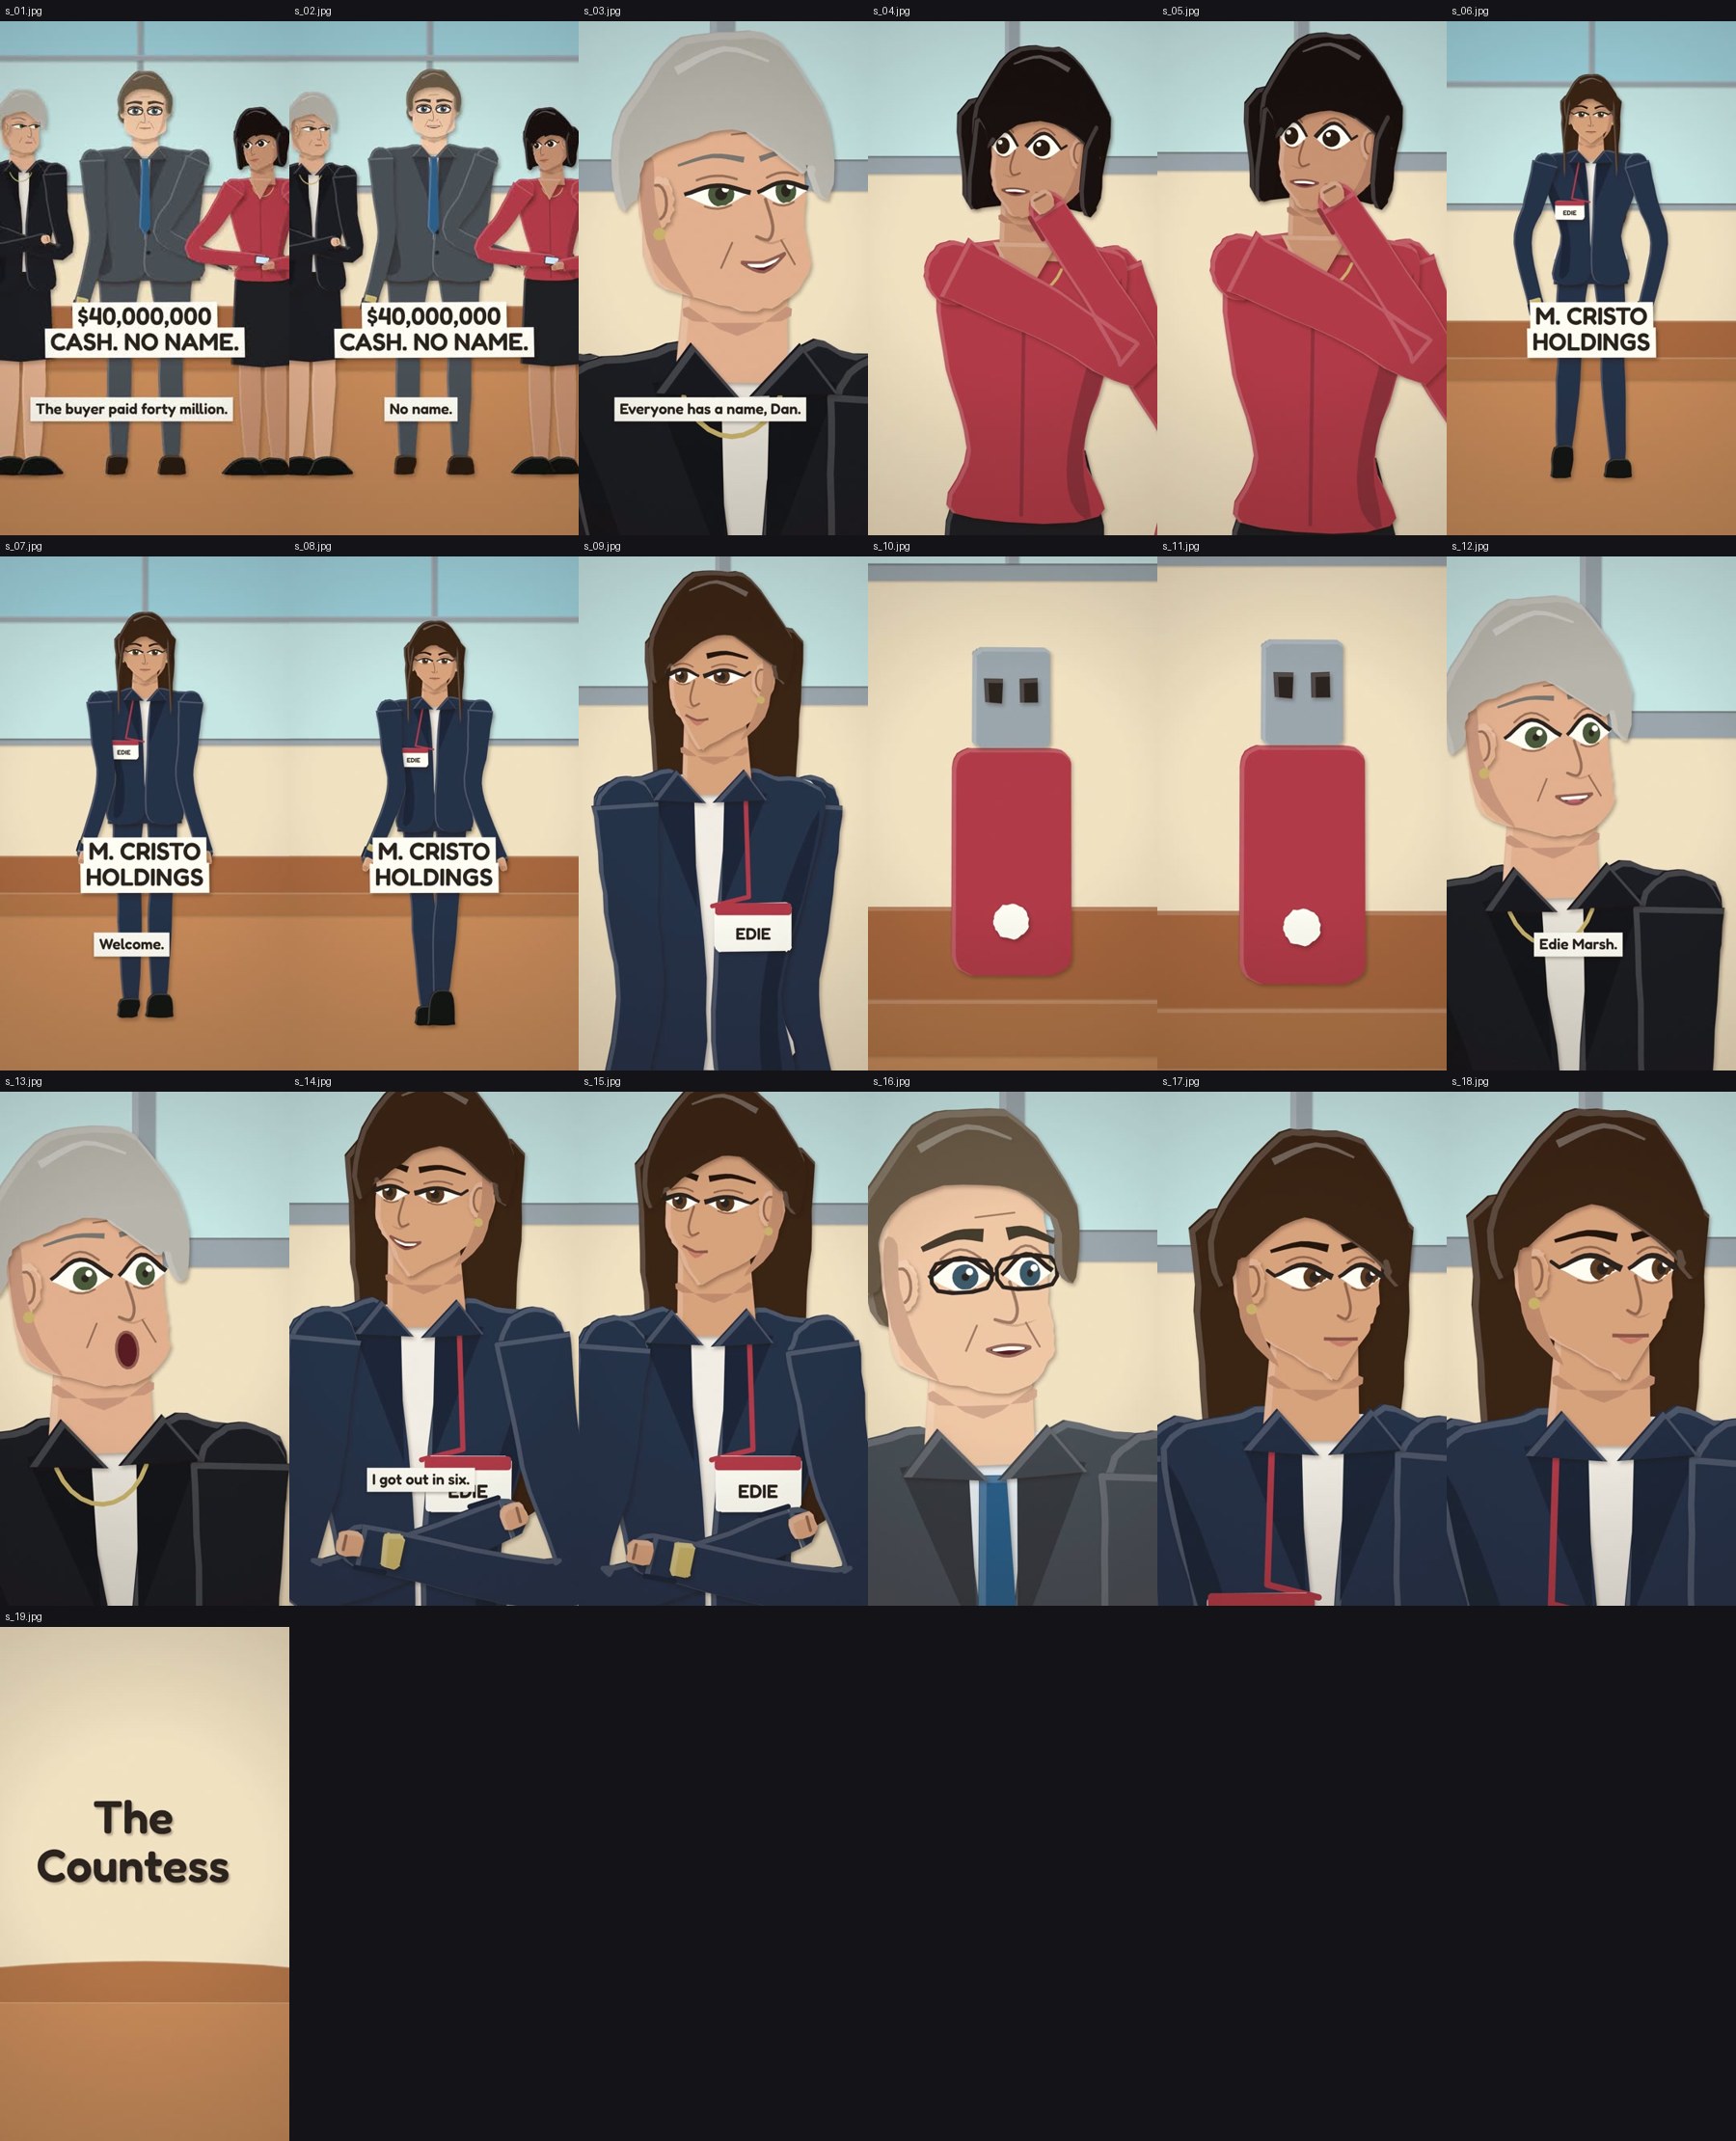 s_01.jpg
s_02.jpg
s_03.jpg
s_04.jpg
s_05.jpg
s_06.jpg
$40,000,000
CASH. NO NAME.
The buyer paid forty million.
$40,000,000
CASH. NO NAME.
No name.
Everyone has a name, Dan.
EDIE
M. CRISTO
HOLDINGS
s_07.jpg
s_08.jpg
s_09.jpg
s_10.jpg
s_11.jpg
s_12.jpg
EDIE
M. CRISTO
HOLDINGS
Welcome.
EDIE
M. CRISTO
HOLDINGS
EDIE
Edie Marsh.
s_13.jpg
s_14.jpg
s_15.jpg
s_16.jpg
s_17.jpg
s_18.jpg
I got out in six.
EDIE
EDIE
s_19.jpg
The
Countess